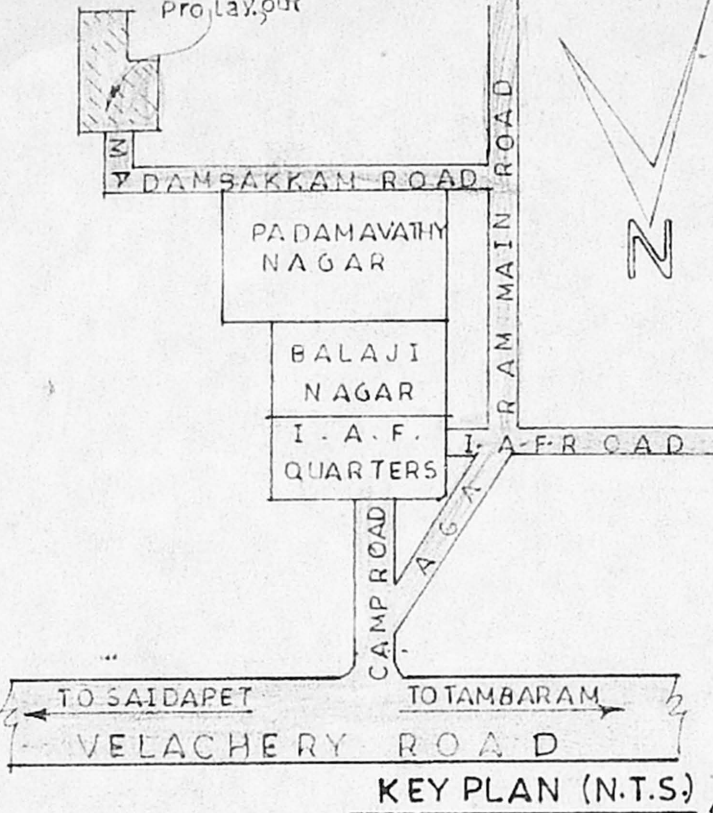 Pro.layout
MADAMBAKKAM ROAD
PADAMAVATHY
NAGAR
BALAJI
NAGAR
I. A. F.
QUARTERS
AGARAM MAIN ROAD
I. A. F ROAD
CAMP ROAD
N
TO SAIDAPET
TO TAMBARAM
VELACHERY ROAD
KEY PLAN (N.T.S.)